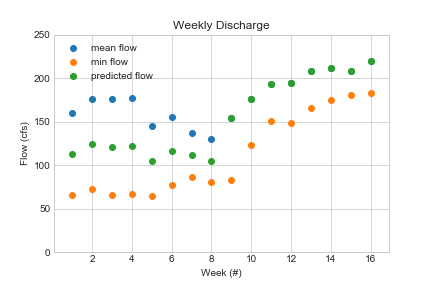 Weekly Discharge
250
200
150
100
50
0
Flow (cfs)
mean flow
min flow
predicted flow
2 4 6 8 10 12 14 16
Week (#)